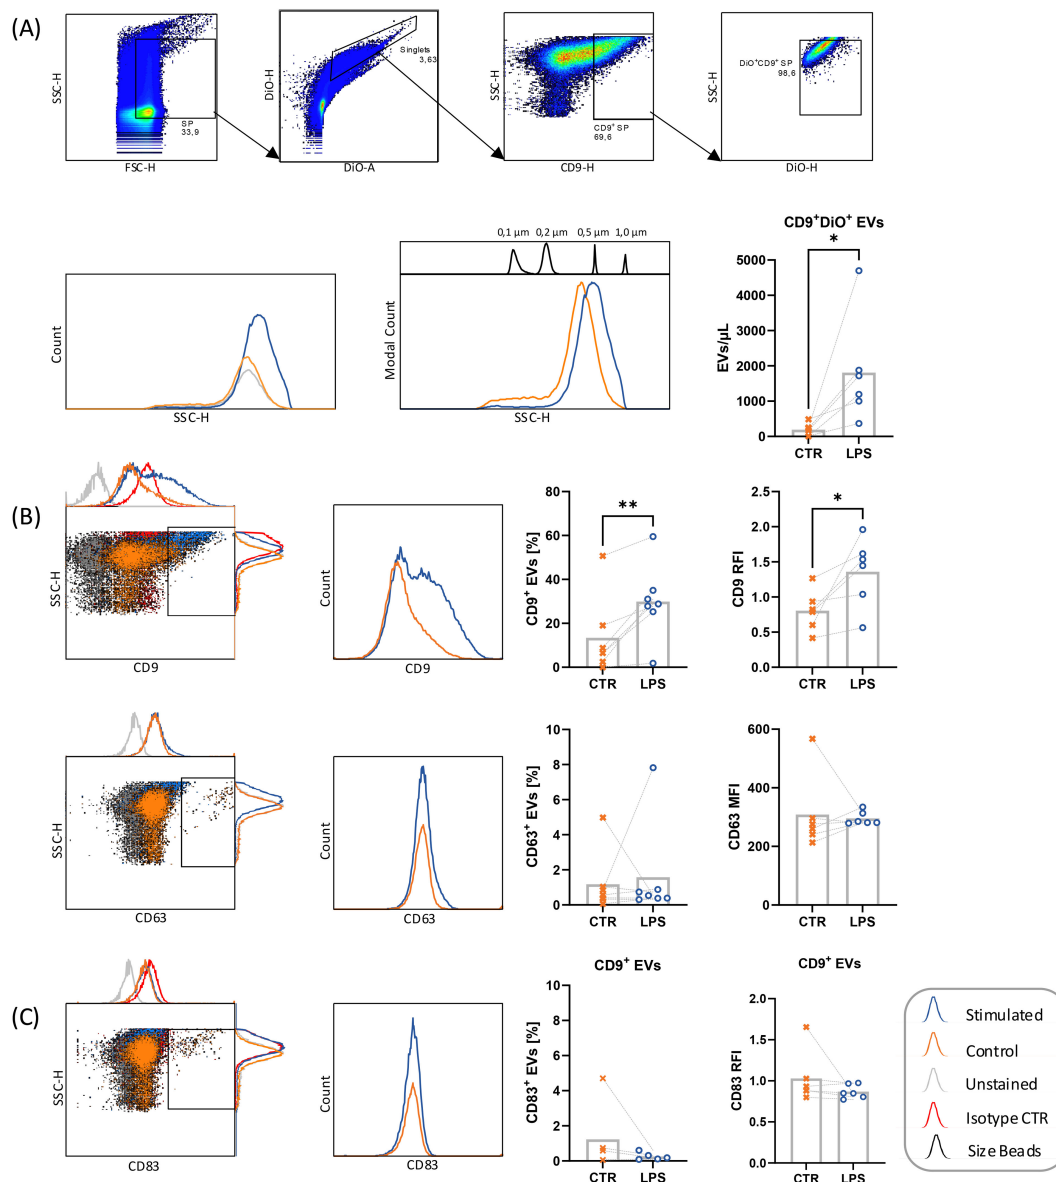 (A)
SSC-H
SP
33,9
FSC-H
DiO-H
Singlets
3,63
DiO-A
SSC-H
CD9⁺ SP
69,6
CD9-H
SSC-H
DiO⁺CD9⁺ SP
98,6
DiO-H
Count
SSC-H
0,1 µm 0,2 µm 0,5 µm 1,0 µm
Modal Count
SSC-H
CD9⁺DiO⁺ EVs
*
EVs/µL
5000
4000
3000
2000
1000
0
CTR LPS
(B)
SSC-H
CD9
Count
CD9
CD9⁺ EVs [%]
80
60
40
20
0
**
CTR LPS
CD9 RFI
2.5
2.0
1.5
1.0
0.5
0.0
*
CTR LPS
SSC-H
CD63
Count
CD63
CD63⁺ EVs [%]
10
8
6
4
2
0
CTR LPS
CD63 MFI
600
400
200
0
CTR LPS
(C)
SSC-H
CD83
Count
CD83
CD9⁺ EVs
CD83⁺ EVs [%]
10
8
6
4
2
0
CTR LPS
CD9⁺ EVs
CD83 RFI
2.0
1.5
1.0
0.5
0.0
CTR LPS
Stimulated
Control
Unstained
Isotype CTR
Size Beads